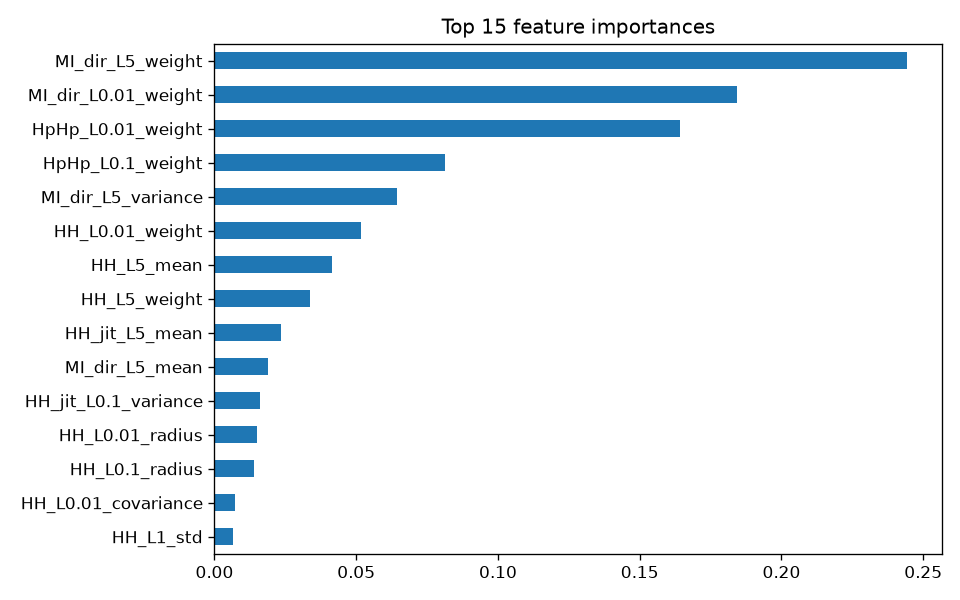 Top 15 feature importances
MI_dir_L5_weight
MI_dir_L0.01_weight
HpHp_L0.01_weight
HpHp_L0.1_weight
MI_dir_L5_variance
HH_L0.01_weight
HH_L5_mean
HH_L5_weight
HH_jit_L5_mean
MI_dir_L5_mean
HH_jit_L0.1_variance
HH_L0.01_radius
HH_L0.1_radius
HH_L0.01_covariance
HH_L1_std
0.00 0.05 0.10 0.15 0.20 0.25